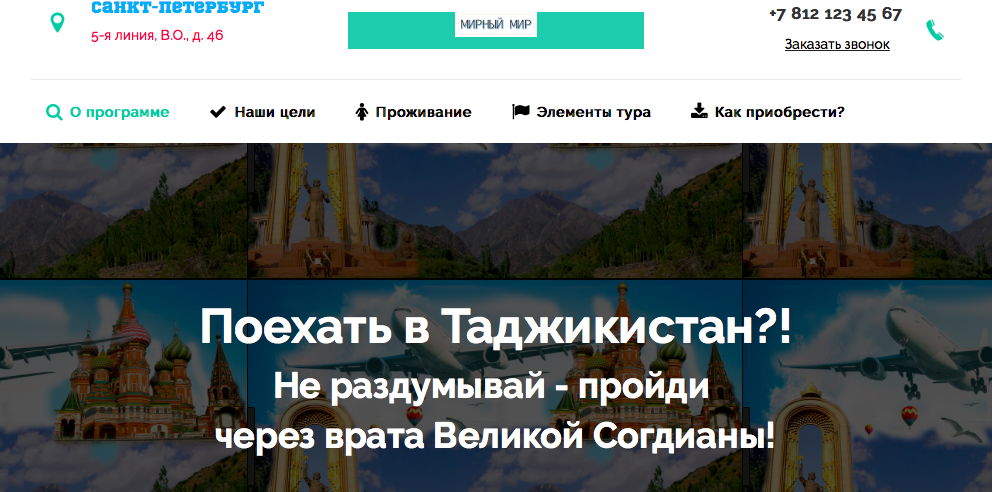 САНКТ-ПЕТЕРБУРГ
5-я линия, В.О., д. 46
МИРНЫЙ МИР
+7 812 123 45 67
Заказать звонок
О программе
Наши цели
Проживание
Элементы тура
Как приобрести?
Поехать в Таджикистан?!
Не раздумывай - пройди
через врата Великой Согдианы!